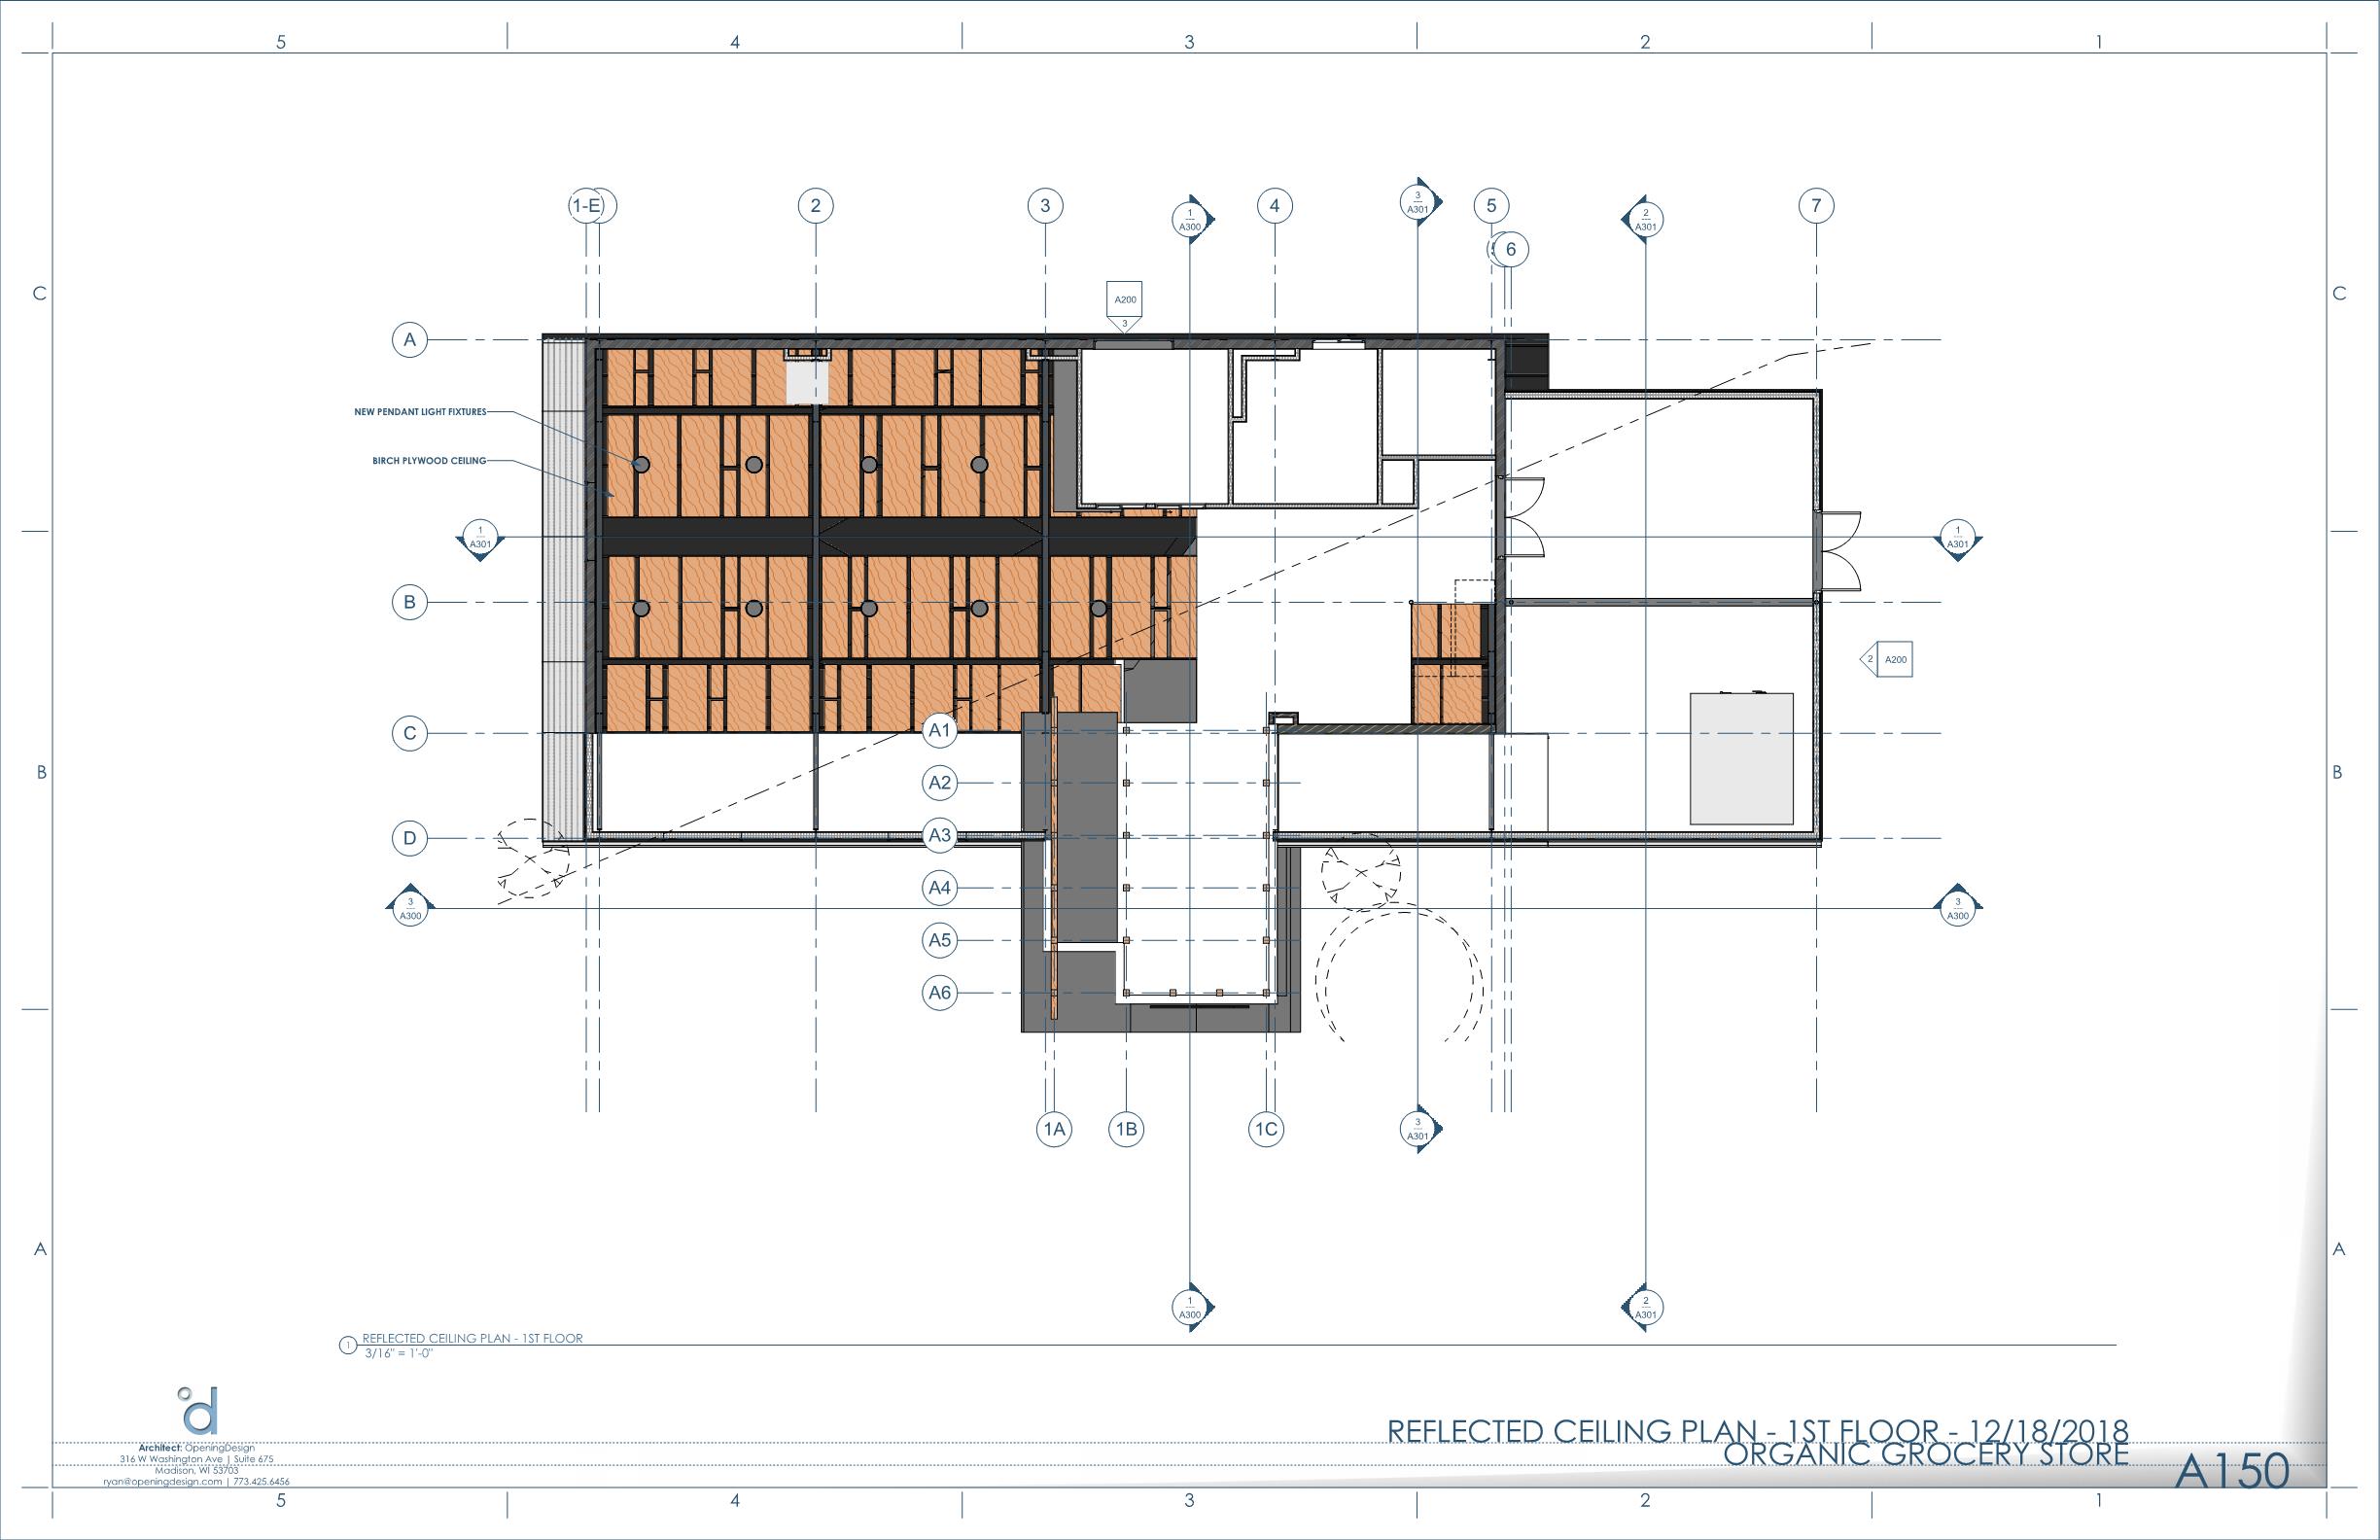 5 4 3 2 1
1-E 2 3 4 5 7
1
A300
3
A301
2
A301
6
C C
A200
3
A
NEW PENDANT LIGHT FIXTURES
BIRCH PLYWOOD CEILING
1
A301
1
A301
B
2 A200
C
A1
B B
A2
D
A3
A4
3
A300
3
A300
A5
A6
1A 1B 1C
3
A301
A A
1
A300
2
A301
1 REFLECTED CEILING PLAN - 1ST FLOOR
3/16" = 1'-0"
d
Architect: OpeningDesign
316 W Washington Ave | Suite 675
Madison, WI 53703
ryan@openingdesign.com | 773.425.6456
REFLECTED CEILING PLAN - 1ST FLOOR - 12/18/2018
ORGANIC GROCERY STORE
A150
5 4 3 2 1